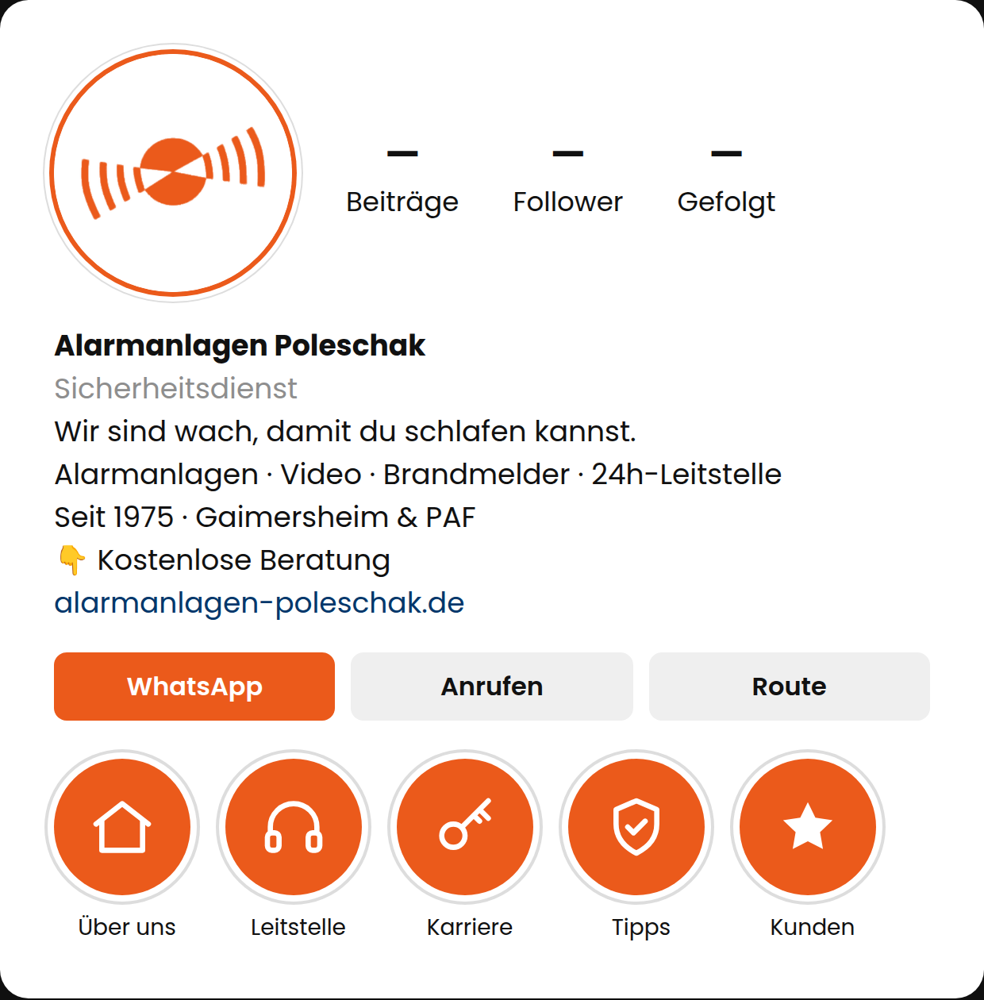 – – –
Beiträge Follower Gefolgt
Alarmanlagen Poleschak
Sicherheitsdienst
Wir sind wach, damit du schlafen kannst.
Alarmanlagen · Video · Brandmelder · 24h-Leitstelle
Seit 1975 · Gaimersheim & PAF
👇 Kostenlose Beratung
alarmanlagen-poleschak.de
WhatsApp Anrufen Route
Über uns Leitstelle Karriere Tipps Kunden